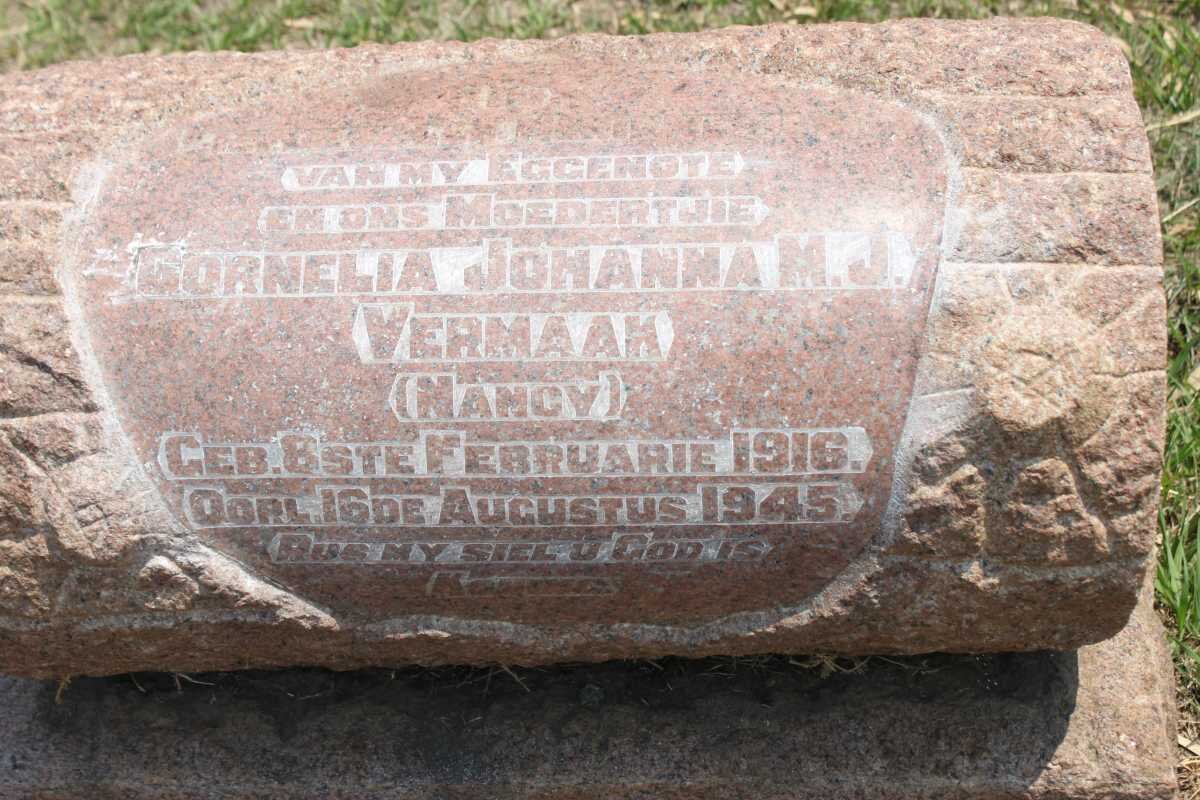 VAN MY EGGENOTE
EN ONS MOEDERTJIE
CORNELIA JOHANNA M.J.
VERMAAK
(NANCY)
GEB. 8STE FEBRUARIE 1916.
OORL. 16DE AUGUSTUS 1945.
RUS MY SIEL U GOD IS